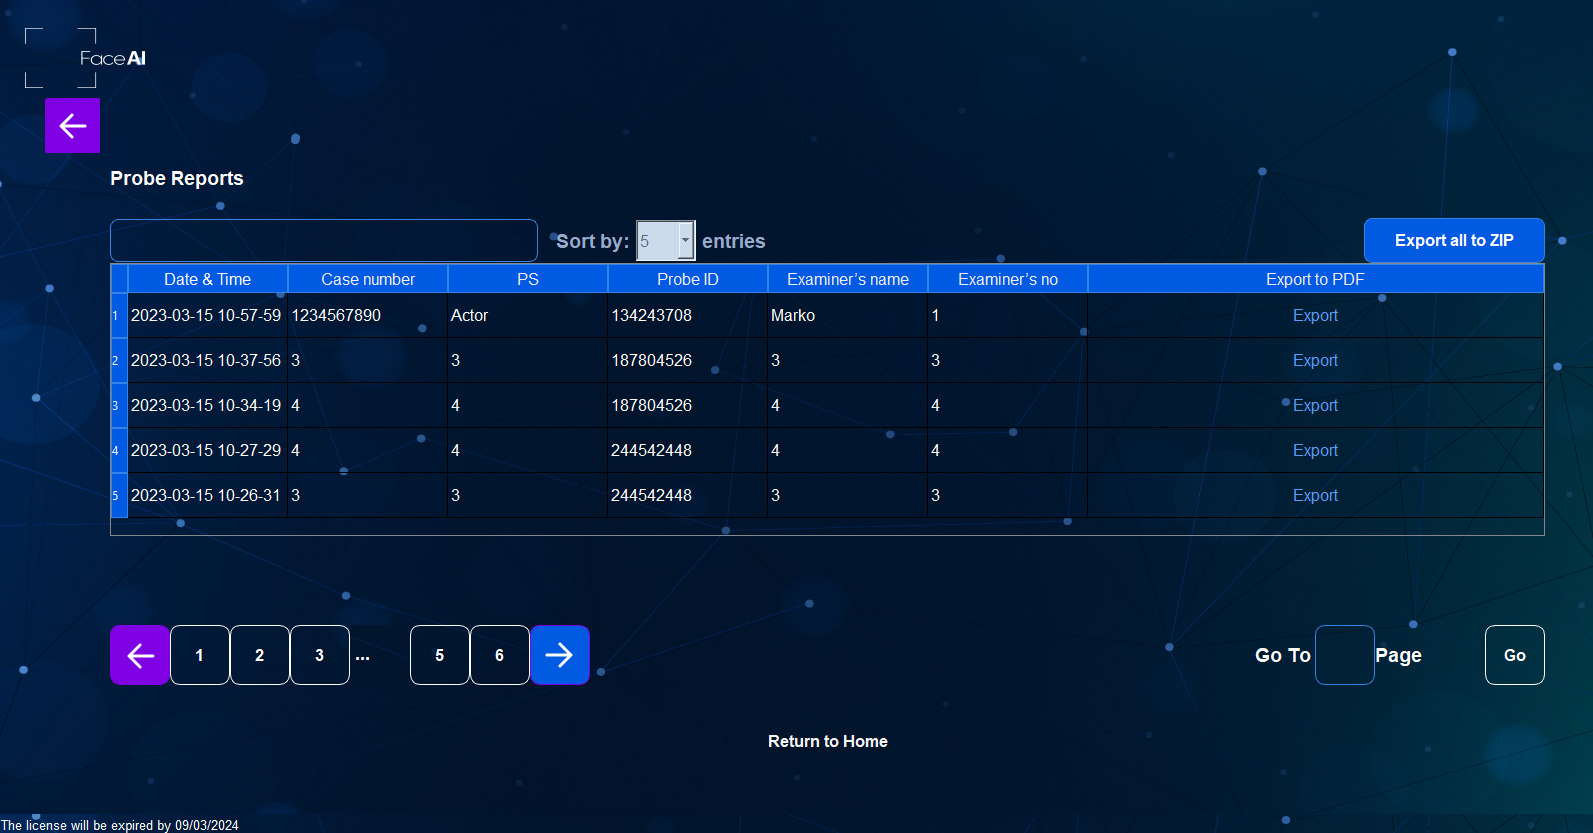 FaceAI
Probe Reports
Sort by: 5 entries
Export all to ZIP
Date & Time Case number PS Probe ID Examiner’s name Examiner’s no Export to PDF
1 2023-03-15 10-57-59 1234567890 Actor 134243708 Marko 1 Export
2 2023-03-15 10-37-56 3 3 187804526 3 3 Export
3 2023-03-15 10-34-19 4 4 187804526 4 4 Export
4 2023-03-15 10-27-29 4 4 244542448 4 4 Export
5 2023-03-15 10-26-31 3 3 244542448 3 3 Export
1 2 3 ... 5 6
Go To Page Go
Return to Home
The license will be expired by 09/03/2024